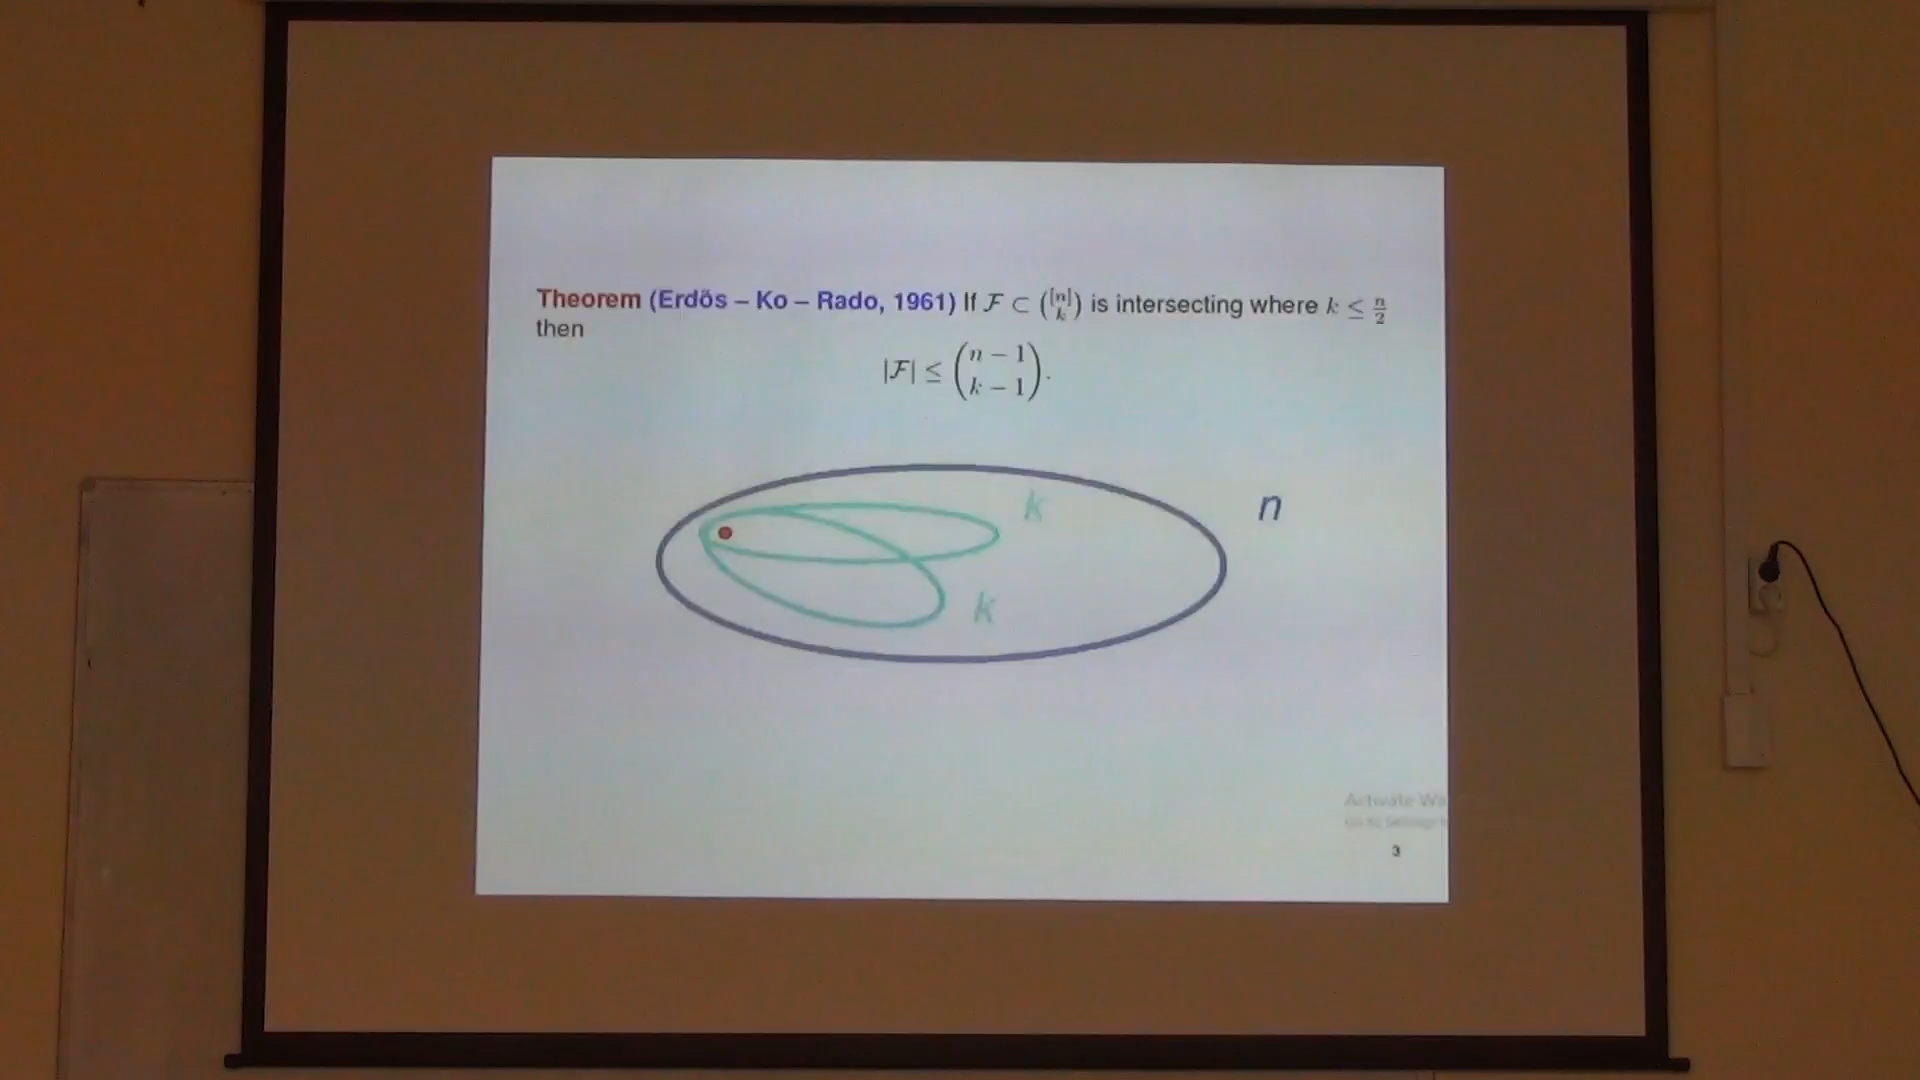 Theorem (Erdős – Ko – Rado, 1961) If $\mathcal{F} \subset \binom{[n]}{k}$ is intersecting where $k \leq \frac{n}{2}$
then
$|\mathcal{F}| \leq \binom{n-1}{k-1}.$
k
n
k
Activate
3